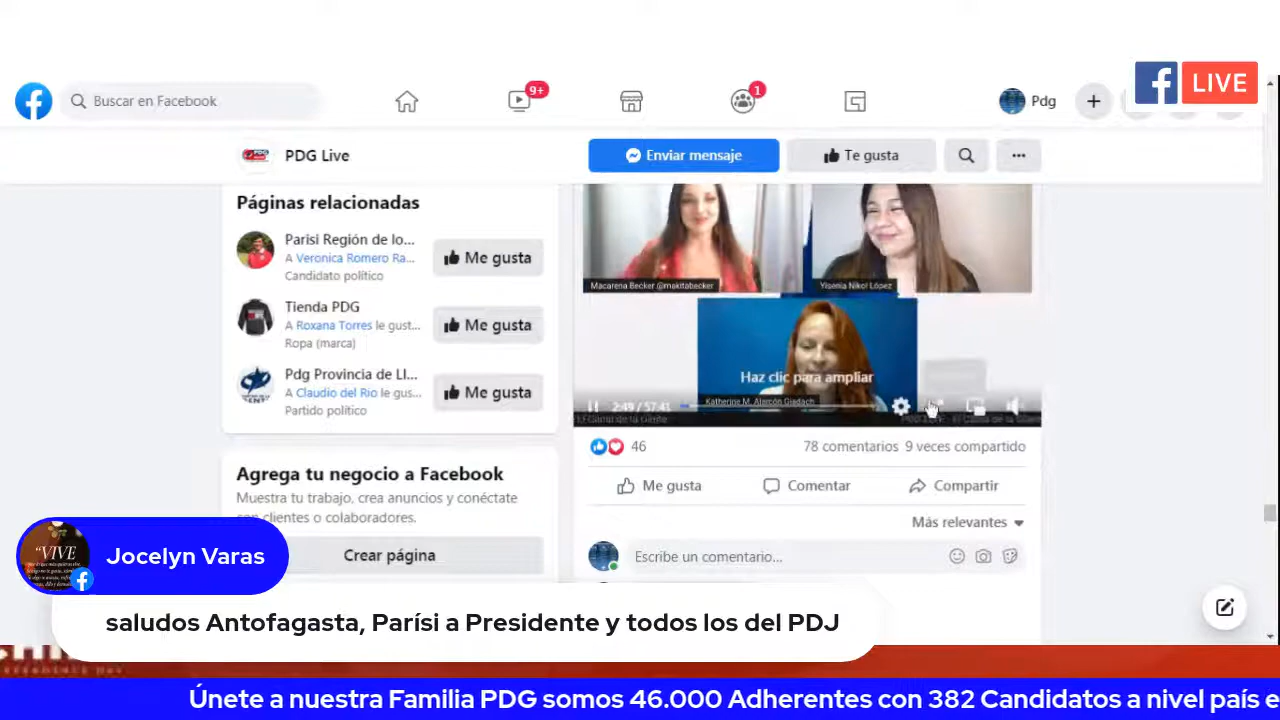 LIVE
Buscar en Facebook
9+
1
Pdg
PDG Live
Enviar mensaje
Te gusta
Páginas relacionadas
Parisi Región de lo...
A Veronica Romero Ra...
Candidato político
Me gusta
Tienda PDG
A Roxana Torres le gust...
Ropa (marca)
Me gusta
Pdg Provincia de Ll...
A Claudio del Rio le gus...
Partido político
Me gusta
Agrega tu negocio a Facebook
Muestra tu trabajo, crea anuncios y conéctate
con clientes o colaboradores.
Crear página
Macarena Becker @makitabecker
Yisenia Nikol López
Haz clic para ampliar
Katherine M. Alarcón Giadach
2:49 / 57:41
46
78 comentarios 9 veces compartido
Me gusta
Comentar
Compartir
Más relevantes
Escribe un comentario...
"VIVE
Jocelyn Varas
saludos Antofagasta, Parísi a Presidente y todos los del PDJ
Únete a nuestra Familia PDG somos 46.000 Adherentes con 382 Candidatos a nivel país e